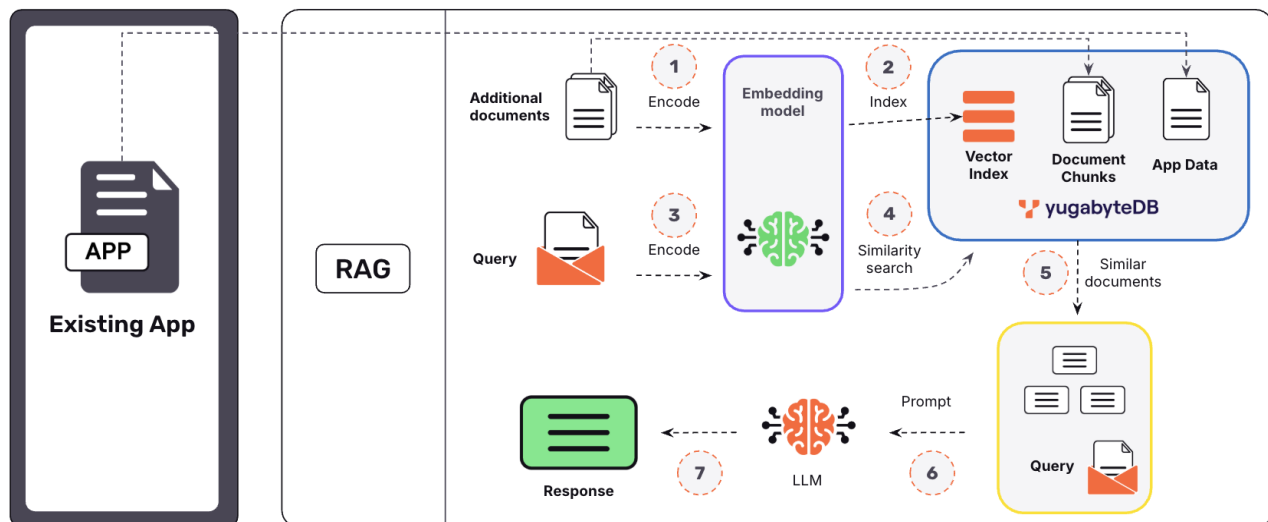 APP
Existing App
RAG
Additional
documents
1
Encode
Embedding
model
2
Index
Vector
Index
Document
Chunks
App Data
yugabyteDB
Query
3
Encode
4
Similarity
search
5
Similar
documents
Query
Prompt
6
LLM
7
Response